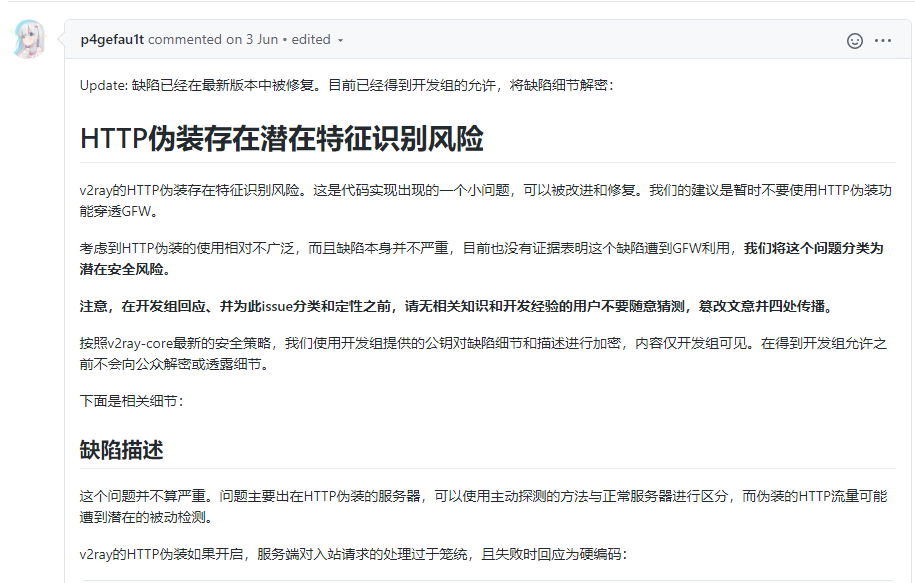 p4gefau1t commented on 3 Jun • edited
Update: 缺陷已经在最新版本中被修复。目前已经得到开发组的允许，将缺陷细节解密：
HTTP伪装存在潜在特征识别风险
v2ray的HTTP伪装存在特征识别风险。这是代码实现出现的一个小问题，可以被改进和修复。我们的建议是暂时不要使用HTTP伪装功
能穿透GFW。
考虑到HTTP伪装的使用相对不广泛，而且缺陷本身并不严重，目前也没有证据表明这个缺陷遭到GFW利用，我们将这个问题分类为
潜在安全风险。
注意，在开发组回应、并为此issue分类和定性之前，请无相关知识和开发经验的用户不要随意猜测，篡改文意并四处传播。
按照v2ray-core最新的安全策略，我们使用开发组提供的公钥对缺陷细节和描述进行加密，内容仅开发组可见。在得到开发组允许之
前不会向公众解密或透露细节。
下面是相关细节：
缺陷描述
这个问题并不算严重。问题主要出在HTTP伪装的服务器，可以使用主动探测的方法与正常服务器进行区分，而伪装的HTTP流量可能
遭到潜在的被动检测。
v2ray的HTTP伪装如果开启，服务端对入站请求的处理过于笼统，且失败时回应为硬编码：